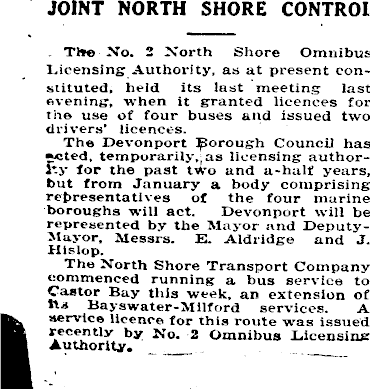 JOINT NORTH SHORE CONTROL
The No. 2 North Shore Omnibus
Licensing Authority, as at present con-
stituted, held its last meeting last
evening, when it granted licences for
the use of four buses and issued two
drivers' licences.
The Devonport Borough Council has
acted, temporarily, as licensing author-
ity for the past two and a-half years,
but from January a body comprising
representatives of the four marine
boroughs will act. Devonport will be
represented by the Mayor and Deputy-
Mayor, Messrs. E. Aldridge and J.
Hislop.
The North Shore Transport Company
commenced running a bus service to
Castor Bay this week, an extension of
its Bayswater-Milford services. A
service licence for this route was issued
recently by No. 2 Omnibus Licensing
Authority.